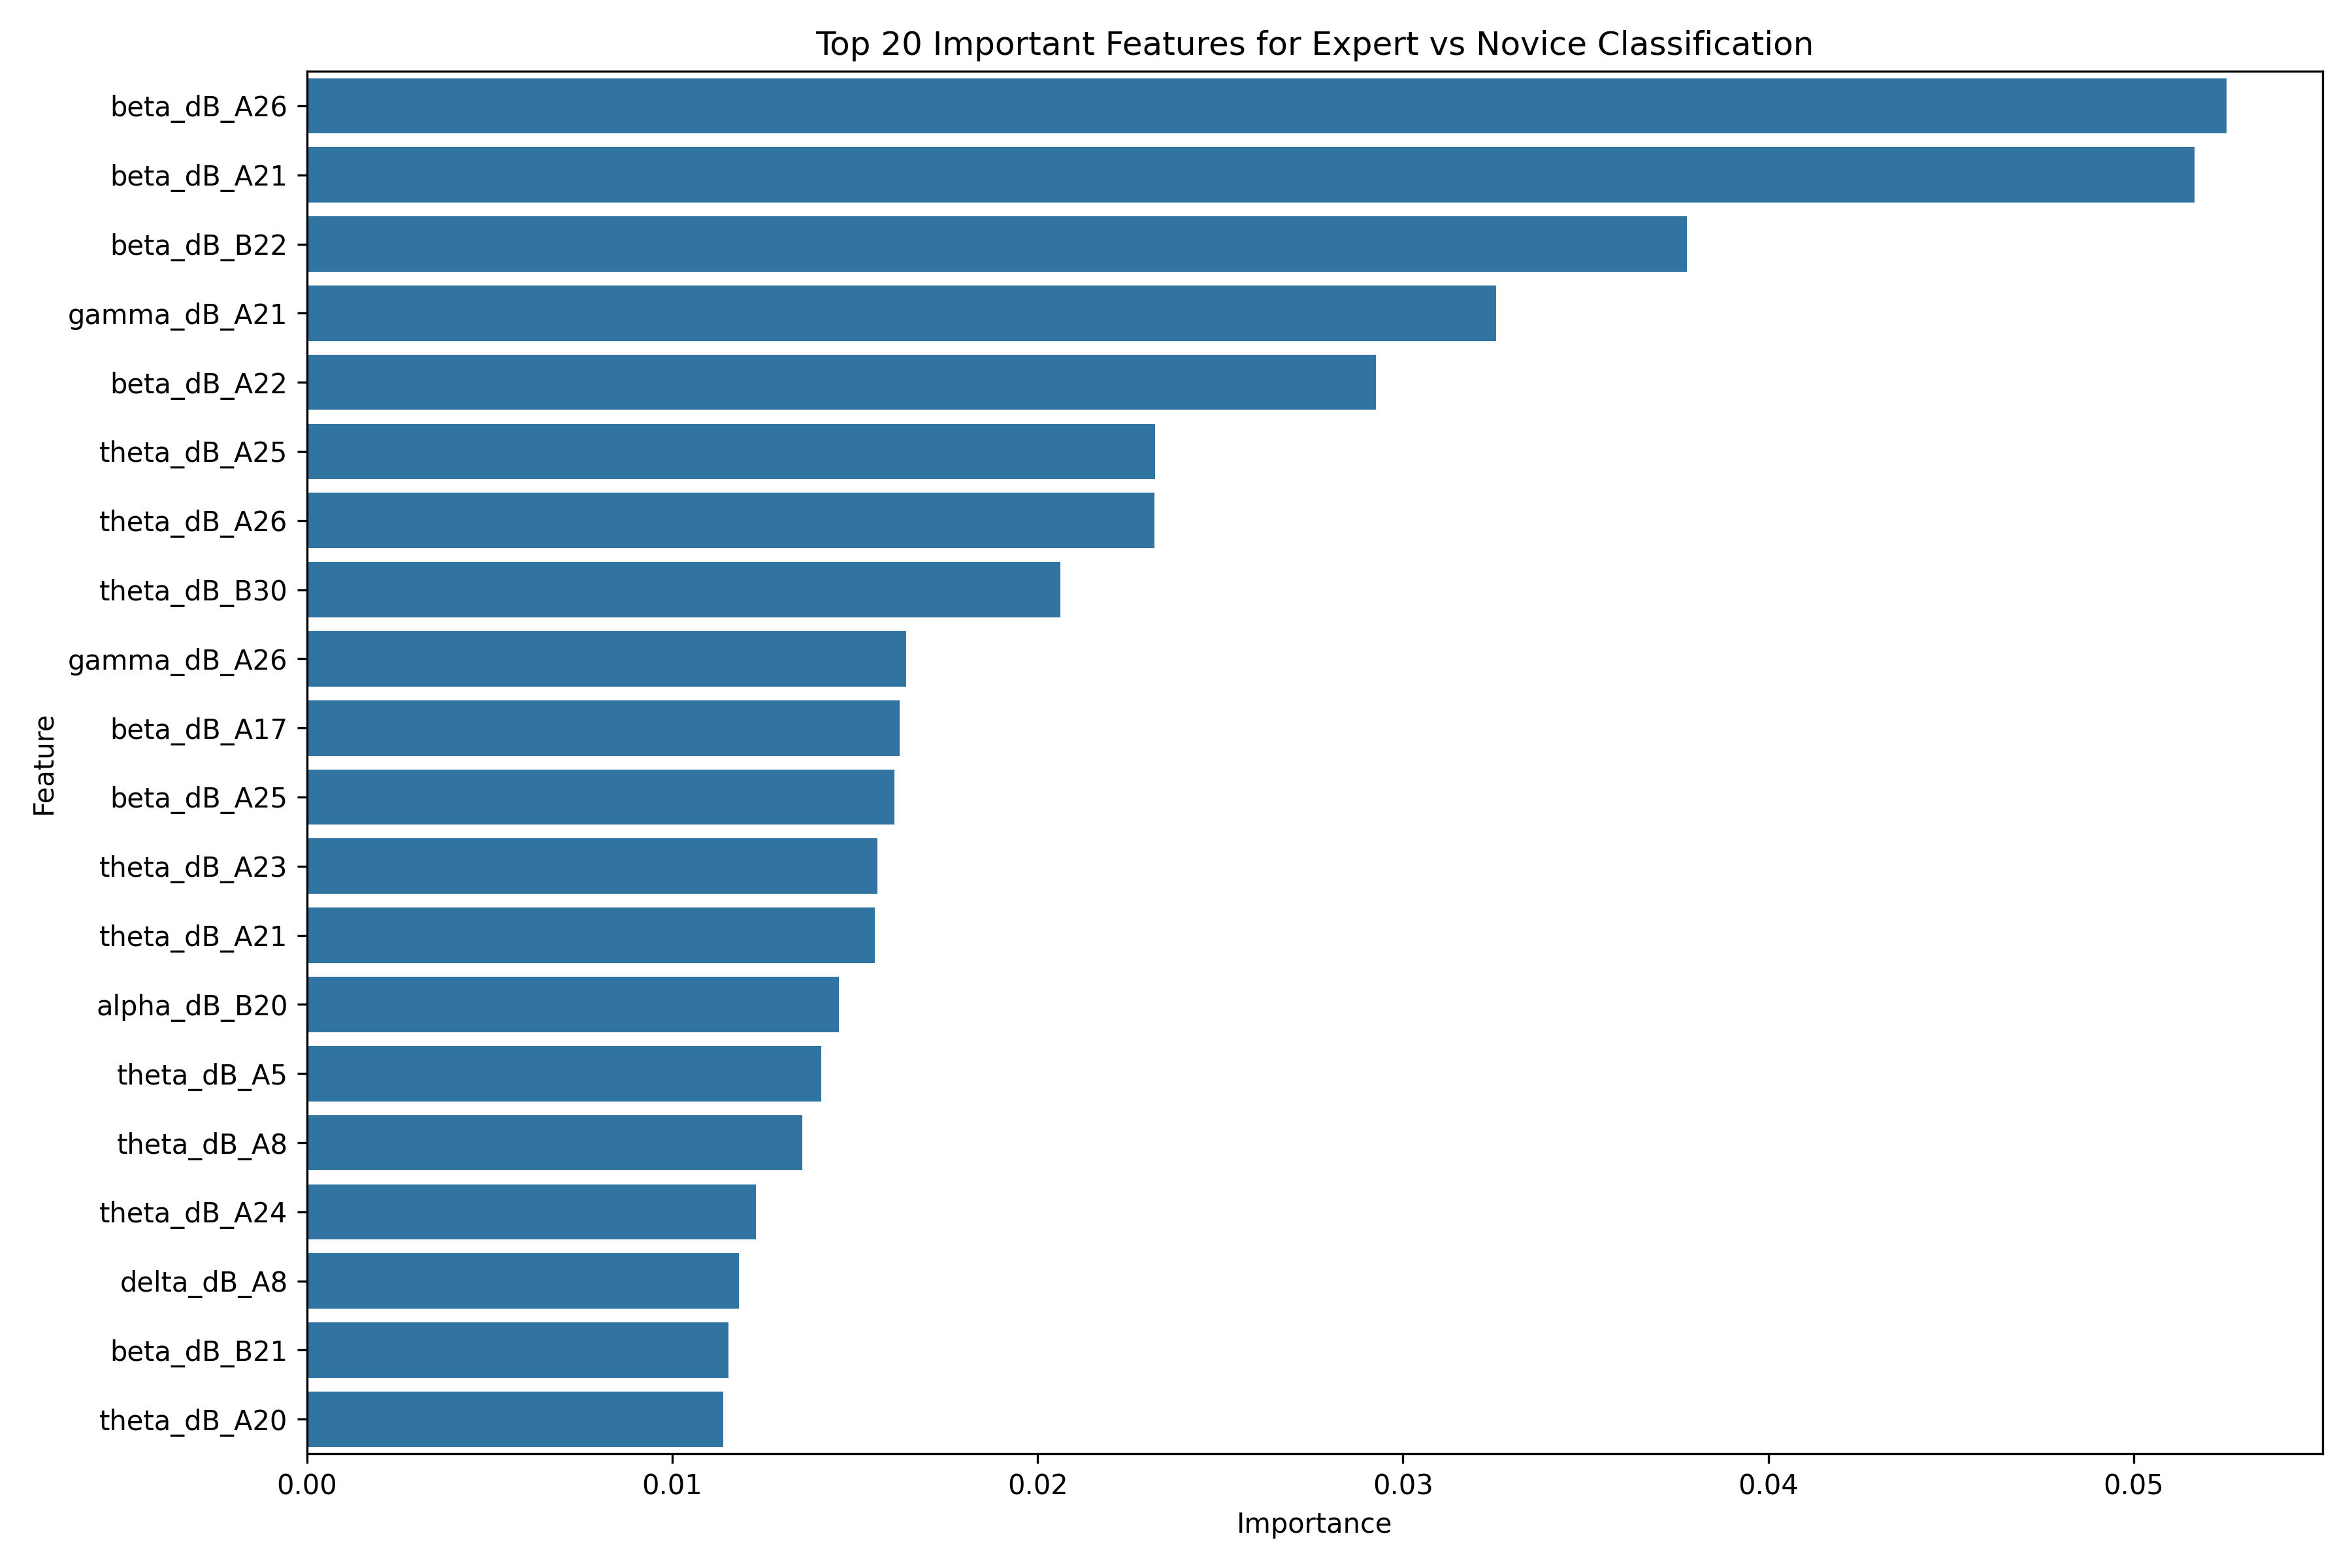 Top 20 Important Features for Expert vs Novice Classification
beta_dB_A26
beta_dB_A21
beta_dB_B22
gamma_dB_A21
beta_dB_A22
theta_dB_A25
theta_dB_A26
theta_dB_B30
gamma_dB_A26
beta_dB_A17
beta_dB_A25
theta_dB_A23
theta_dB_A21
alpha_dB_B20
theta_dB_A5
theta_dB_A8
theta_dB_A24
delta_dB_A8
beta_dB_B21
theta_dB_A20
Feature
0.00 0.01 0.02 0.03 0.04 0.05
Importance